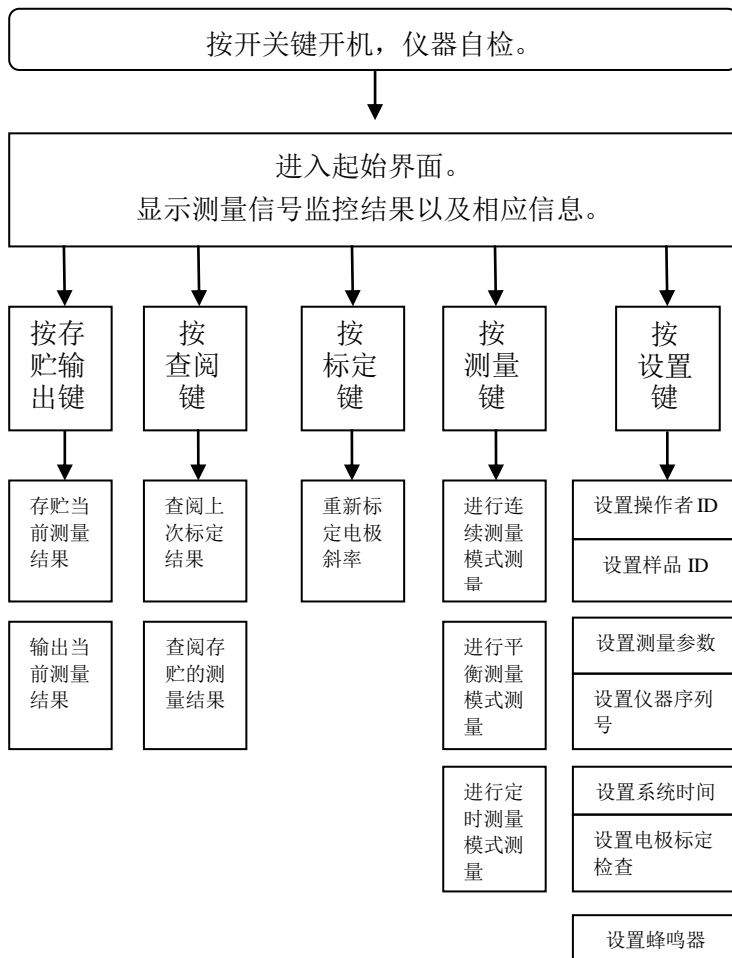 按开关键开机，仪器自检。
进入起始界面。
显示测量信号监控结果以及相应信息。
按存
贮输
出键
按
查阅
键
按
标定
键
按
测量
键
按
设置
键
存贮当
前测量
结果
查阅上
次标定
结果
重新标
定电极
斜率
进行连
续测量
模式测
量
设置操作者 ID
设置样品 ID
输出当
前测量
结果
查阅存
贮的测
量结果
进行平
衡测量
模式测
量
设置测量参数
设置仪器序列
号
进行定
时测量
模式测
量
设置系统时间
设置电极标定
检查
设置蜂鸣器